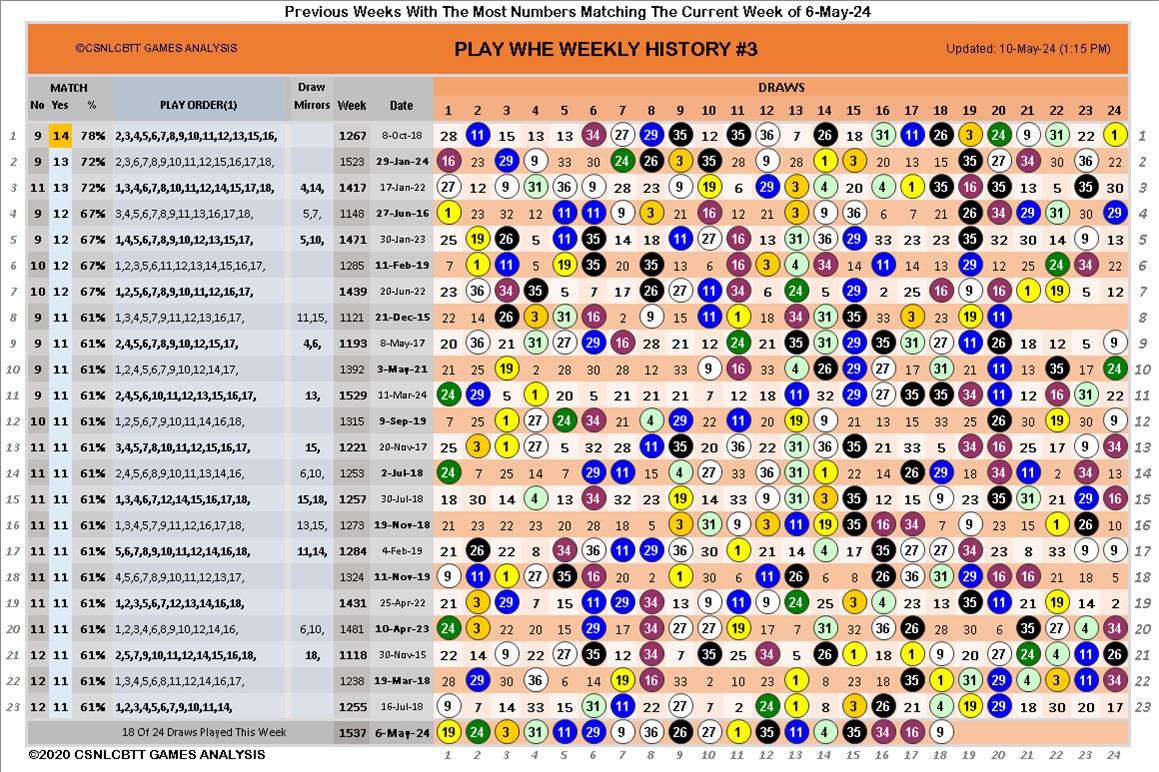 Previous Weeks With The Most Numbers Matching The Current Week of 6-May-24
©CSNLCBTT GAMES ANALYSIS PLAY WHE WEEKLY HISTORY #3 Updated: 10-May-24 (1:15 PM)
MATCH Draw DRAWS
No Yes % PLAY ORDER(1) Mirrors Week Date 1 2 3 4 5 6 7 8 9 10 11 12 13 14 15 16 17 18 19 20 21 22 23 24
1 9 14 78% 2,3,4,5,6,7,8,9,10,11,12,13,15,16, 1267 8-Oct-18 28 11 15 13 13 34 27 29 35 12 35 36 7 26 18 31 17 26 3 24 9 31 22 1 1
2 9 13 72% 2,3,6,7,8,9,10,11,12,15,16,17,18, 1523 29-Jan-24 16 23 29 9 33 30 24 26 3 35 28 9 28 1 3 20 13 15 35 27 34 30 36 22 2
3 11 13 72% 1,3,4,6,7,8,10,11,12,14,15,17,18, 4,14, 1417 17-Jan-22 27 12 9 31 36 9 28 23 9 19 6 29 3 4 20 4 1 35 16 35 13 5 35 30 3
4 9 12 67% 3,4,5,6,7,8,9,11,13,16,17,18, 5,7, 1148 27-Jun-16 1 23 32 12 11 11 9 3 21 16 12 21 3 9 36 6 7 21 26 34 29 31 30 29 4
5 9 12 67% 1,4,5,6,7,8,9,10,12,13,15,17, 5,10, 1471 30-Jan-23 25 19 26 5 11 35 14 18 11 27 16 13 31 36 29 33 23 23 35 32 30 14 9 13 5
6 10 12 67% 1,2,3,5,6,11,12,13,14,15,16,17, 1285 11-Feb-19 7 1 11 5 19 35 20 35 13 6 16 3 4 34 14 11 14 13 29 12 22 24 34 22 6
7 10 12 67% 1,2,5,6,7,8,9,10,11,12,16,17, 1439 20-Jun-22 23 36 34 35 5 7 17 26 27 11 34 6 24 5 29 2 25 16 9 16 1 19 5 12 7
8 9 11 61% 1,3,4,5,7,9,11,12,13,16,17, 11,15, 1121 21-Dec-15 22 14 26 3 31 16 2 9 15 11 1 18 34 31 35 33 3 23 19 11 8
9 9 11 61% 2,4,5,6,7,8,9,10,12,15,17, 4,6, 1193 8-May-17 20 36 21 31 27 29 16 28 21 12 24 21 35 31 29 35 31 27 11 26 18 12 5 9 9
10 9 11 61% 1,2,4,5,6,7,9,10,12,14,17, 1392 3-May-21 21 25 19 2 28 30 28 12 33 9 16 33 4 26 29 27 17 31 21 11 22 35 17 24 10
11 9 11 61% 2,4,5,6,10,11,12,13,15,16,17, 13, 1529 11-Mar-24 24 29 5 1 20 5 21 21 21 7 12 18 11 32 29 27 35 35 34 11 22 16 31 22 11
12 10 11 61% 1,2,5,6,7,9,10,11,14,16,18, 1315 9-Sep-19 13 25 1 27 24 34 7 4 29 22 11 20 19 9 21 13 15 33 25 26 30 19 30 9 12
13 11 11 61% 3,4,5,7,8,10,11,12,15,16,17, 15, 1221 20-Nov-17 25 3 1 27 5 32 28 11 35 20 36 22 31 36 35 21 33 5 34 16 25 17 9 34 13
14 11 11 61% 2,4,5,6,8,9,10,11,13,14,16, 6,10, 1253 2-Jul-18 24 7 25 14 7 29 11 15 4 27 33 36 31 1 22 14 26 29 18 34 11 2 34 13 14
15 11 11 61% 1,3,4,6,7,12,14,15,16,17,18, 15,18, 1257 30-Jul-18 18 30 14 4 13 34 32 23 19 14 15 9 31 3 35 12 18 9 23 35 31 21 29 16 15
16 11 11 61% 1,3,4,5,7,9,11,12,16,17,18, 13,15, 1273 19-Nov-18 21 23 22 23 20 28 18 5 3 31 9 3 11 19 35 16 34 7 9 23 15 1 26 10 16
17 11 11 61% 5,6,7,8,9,10,11,12,14,16,18, 11,14, 1284 4-Feb-19 21 26 22 8 34 36 11 29 36 30 1 21 14 4 17 35 27 27 34 23 8 33 9 9 17
18 11 11 61% 4,5,6,7,8,9,10,11,12,13,17, 1324 11-Nov-19 9 11 1 27 35 16 20 2 1 30 6 11 26 6 8 26 36 31 29 16 16 21 18 5 18
19 11 11 61% 1,2,3,5,6,7,12,13,14,16,18, 1431 25-Apr-22 21 3 29 7 15 11 29 34 13 9 11 9 24 25 3 4 23 13 35 11 21 19 14 2 19
20 11 11 61% 1,2,3,4,6,8,9,10,12,14,16, 6,10, 1481 10-Apr-23 24 3 22 20 15 29 7 34 27 27 19 17 7 31 32 36 26 28 30 6 35 27 4 34 20
21 12 11 61% 2,5,7,9,10,11,12,14,15,16,18, 18, 1118 30-Nov-15 22 14 9 22 27 35 12 34 7 35 25 34 5 26 1 18 1 9 20 27 24 4 11 26 21
22 12 11 61% 1,3,4,5,6,7,8,13,15,16,17, 1238 19-Mar-18 28 29 30 36 6 14 19 16 33 2 10 23 1 8 15 23 35 1 31 29 4 3 11 34 22
23 12 11 61% 1,2,3,4,5,6,7,9,10,11,14, 1255 16-Jul-18 9 7 14 33 15 31 11 22 27 7 2 24 1 8 3 26 21 4 19 29 18 30 20 17 23
18 Of 24 Draws Played This Week 1537 6-May-24 19 24 3 31 11 29 9 36 26 27 1 35 11 4 35 34 16 9
©2020 CSNLCBTT GAMES ANALYSIS 1 2 3 4 5 6 7 8 9 10 11 12 13 14 15 16 17 18 19 20 21 22 23 24